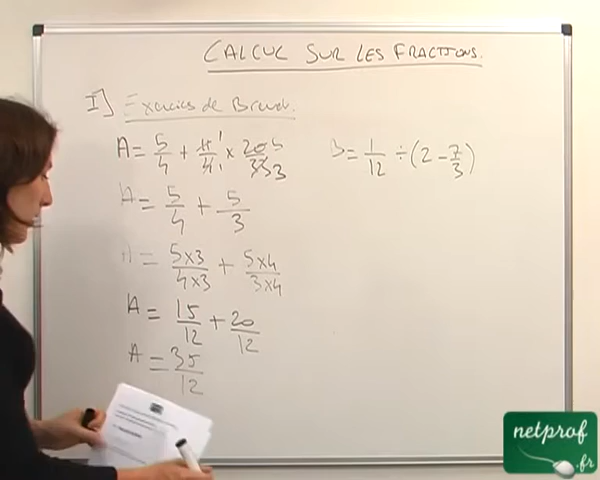 CALCUL SUR LES FRACTIONS.
I] Exercices de Brevet.
A = 5/4 + 11/4 × 20/33
A = 5/4 + 5/3
A = 5×3/4×3 + 5×4/3×4
A = 15/12 + 20/12
A = 35/12
B = 1/12 ÷ (2 - 7/3)
netprof
.fr